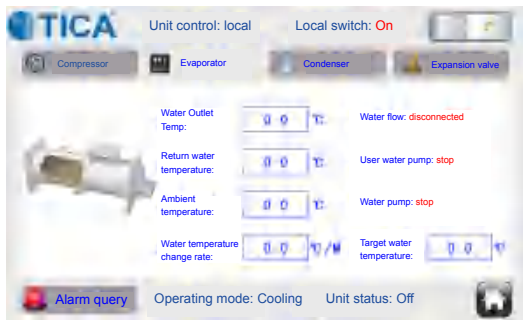 TICA Unit control: local Local switch: On
Compressor Evaporator Condenser Expansion valve
Water Outlet
Temp:
0 0 ℃ Water flow: disconnected
Return water
temperature:
0 0 ℃ User water pump: stop
Ambient
temperature:
0 0 ℃ Water pump: stop
Water temperature
change rate:
0 0 ℃/M
Target water
temperature:
0 0 ℃
Alarm query Operating mode: Cooling Unit status: Off